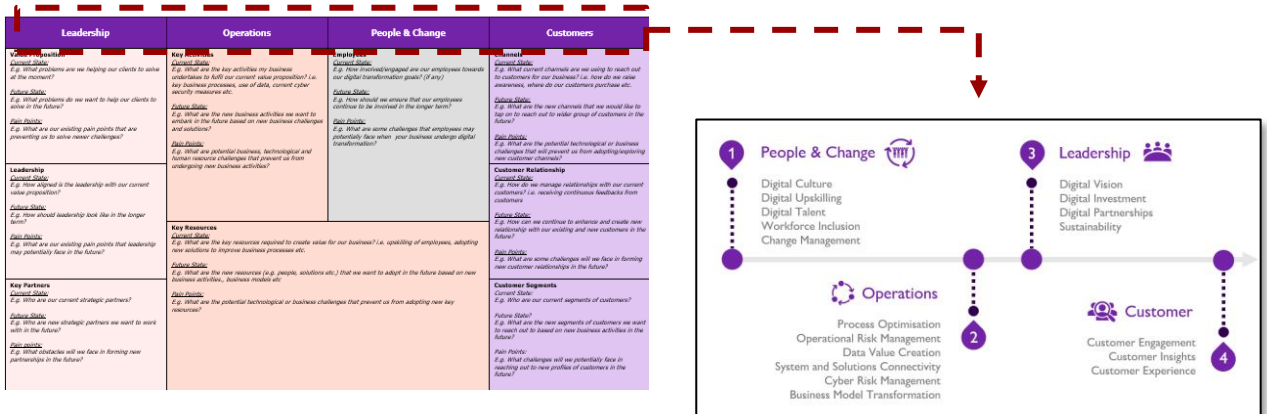 Leadership
Operations
People & Change
Customers
Value Proposition
Current State:
E.g. What problems are we helping our clients to solve
at the moment?
Future State:
E.g. What problems do we want to help our clients to
solve in the future?
Pain Points:
E.g. What are our existing pain points that are
preventing us to solve newer challenges?
Leadership
Current State:
E.g. How aligned is the leadership with our current
value proposition?
Future State:
E.g. How should leadership look like in the longer
term?
Pain Points:
E.g. What are our existing pain points that leadership
may potentially face in the future?
Key Partners
Current State:
E.g. Who are our current strategic partners?
Future State:
E.g. Who are new strategic partners we want to work
with in the future?
Pain points:
E.g. What obstacles will we face in forming new
partnerships in the future?
Key Activities
Current State:
E.g. What are the key activities my business
undertakes to fulfil our current value proposition? i.e.
key business processes, use of data, current cyber
security measures etc.
Future State:
E.g. What are the new business activities we want to
embark in the future based on new business challenges
and solutions?
Pain Points:
E.g. What are potential business, technological and
human resource challenges that prevent us from
undergoing new business activities?
Employees
Current State:
E.g. How involved/engaged are our employees towards
our digital transformation goals? (if any)
Future State:
E.g. How should we ensure that our employees
continue to be involved in the longer term?
Pain Points:
E.g. What are some challenges that employees may
potentially face when your business undergo digital
transformation?
Key Resources
Current State:
E.g. What are the key resources required to create value for our business? i.e. upskilling of employees, adopting
new solutions to improve business processes etc.
Future State:
E.g. What are the new resources (e.g. people, solutions etc.) that we want to adopt in the future based on new
business activities., business models etc
Pain Points:
E.g. What are the potential technological or business challenges that prevent us from adopting new key
resources?
Channels
Current State:
E.g. What current channels are we using to reach out
to customers for our business? i.e. how do we raise
awareness, where do our customers purchase etc.
Future State:
E.g. What are the new channels that we would like to
tap on to reach out to wider group of customers in the
future?
Pain Points:
E.g. What are the potential technological or business
challenges that will prevent us from adopting/exploring
new customer channels?
Customer Relationship
Current State:
E.g. How do we manage relationships with our current
customers? i.e. receiving continuous feedbacks from
customers
Future State:
E.g. How can we continue to enhance and create new
relationship with our existing and new customers in the
future?
Pain Points:
E.g. What are some challenges will we face in forming
new customer relationships in the future?
Customer Segments
Current State:
E.g. Who are our current segments of customers?
Future State?
E.g. What are the new segments of customers we want
to reach out to based on new business activities in the
future?
Pain Points:
E.g. What challenges will we potentially face in
reaching out to new profiles of customers in the
future?
1
People & Change
Digital Culture
Digital Upskilling
Digital Talent
Workforce Inclusion
Change Management
Operations
Process Optimisation
Operational Risk Management
Data Value Creation
System and Solutions Connectivity
Cyber Risk Management
Business Model Transformation
2
3
Leadership
Digital Vision
Digital Investment
Digital Partnerships
Sustainability
Customer
Customer Engagement
Customer Insights
Customer Experience
4